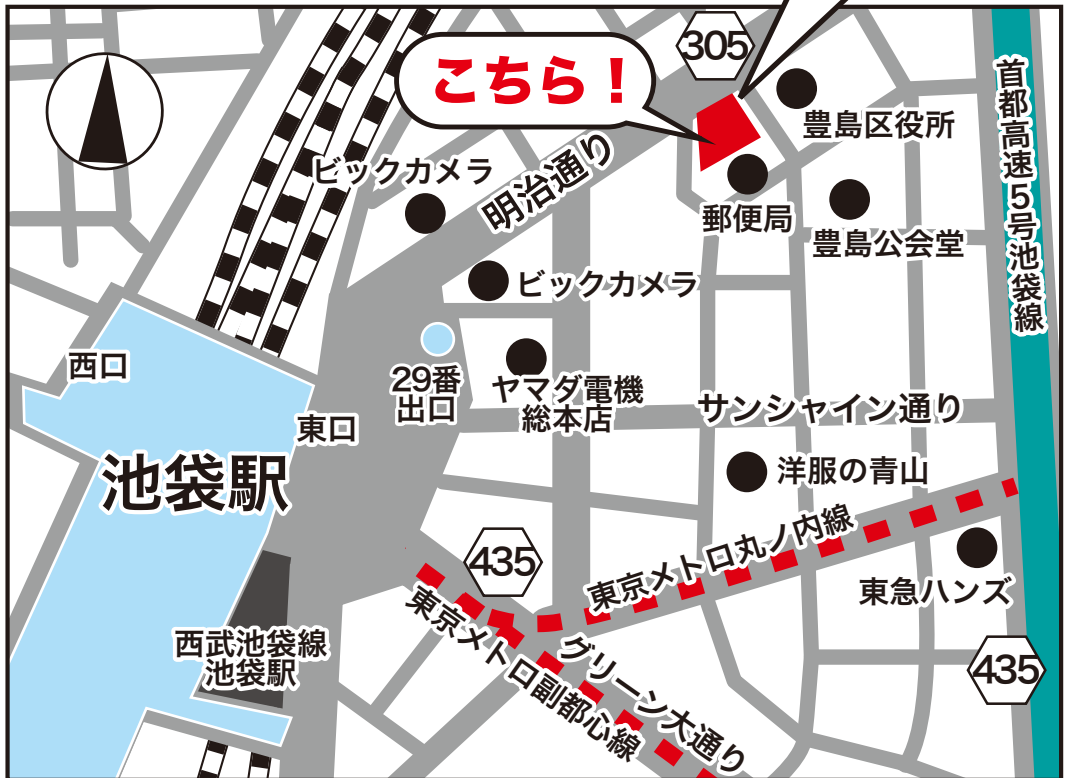 305
こちら！
豊島区役所
首都高速5号池袋線
ビックカメラ
明治通り
郵便局
豊島公会堂
ビックカメラ
西口
29番
出口
ヤマダ電機
総本店
サンシャイン通り
東口
池袋駅
洋服の青山
435
東京メトロ丸ノ内線
東急ハンズ
東京メトロ副都心線
グリーン大通り
西武池袋線
池袋駅
435